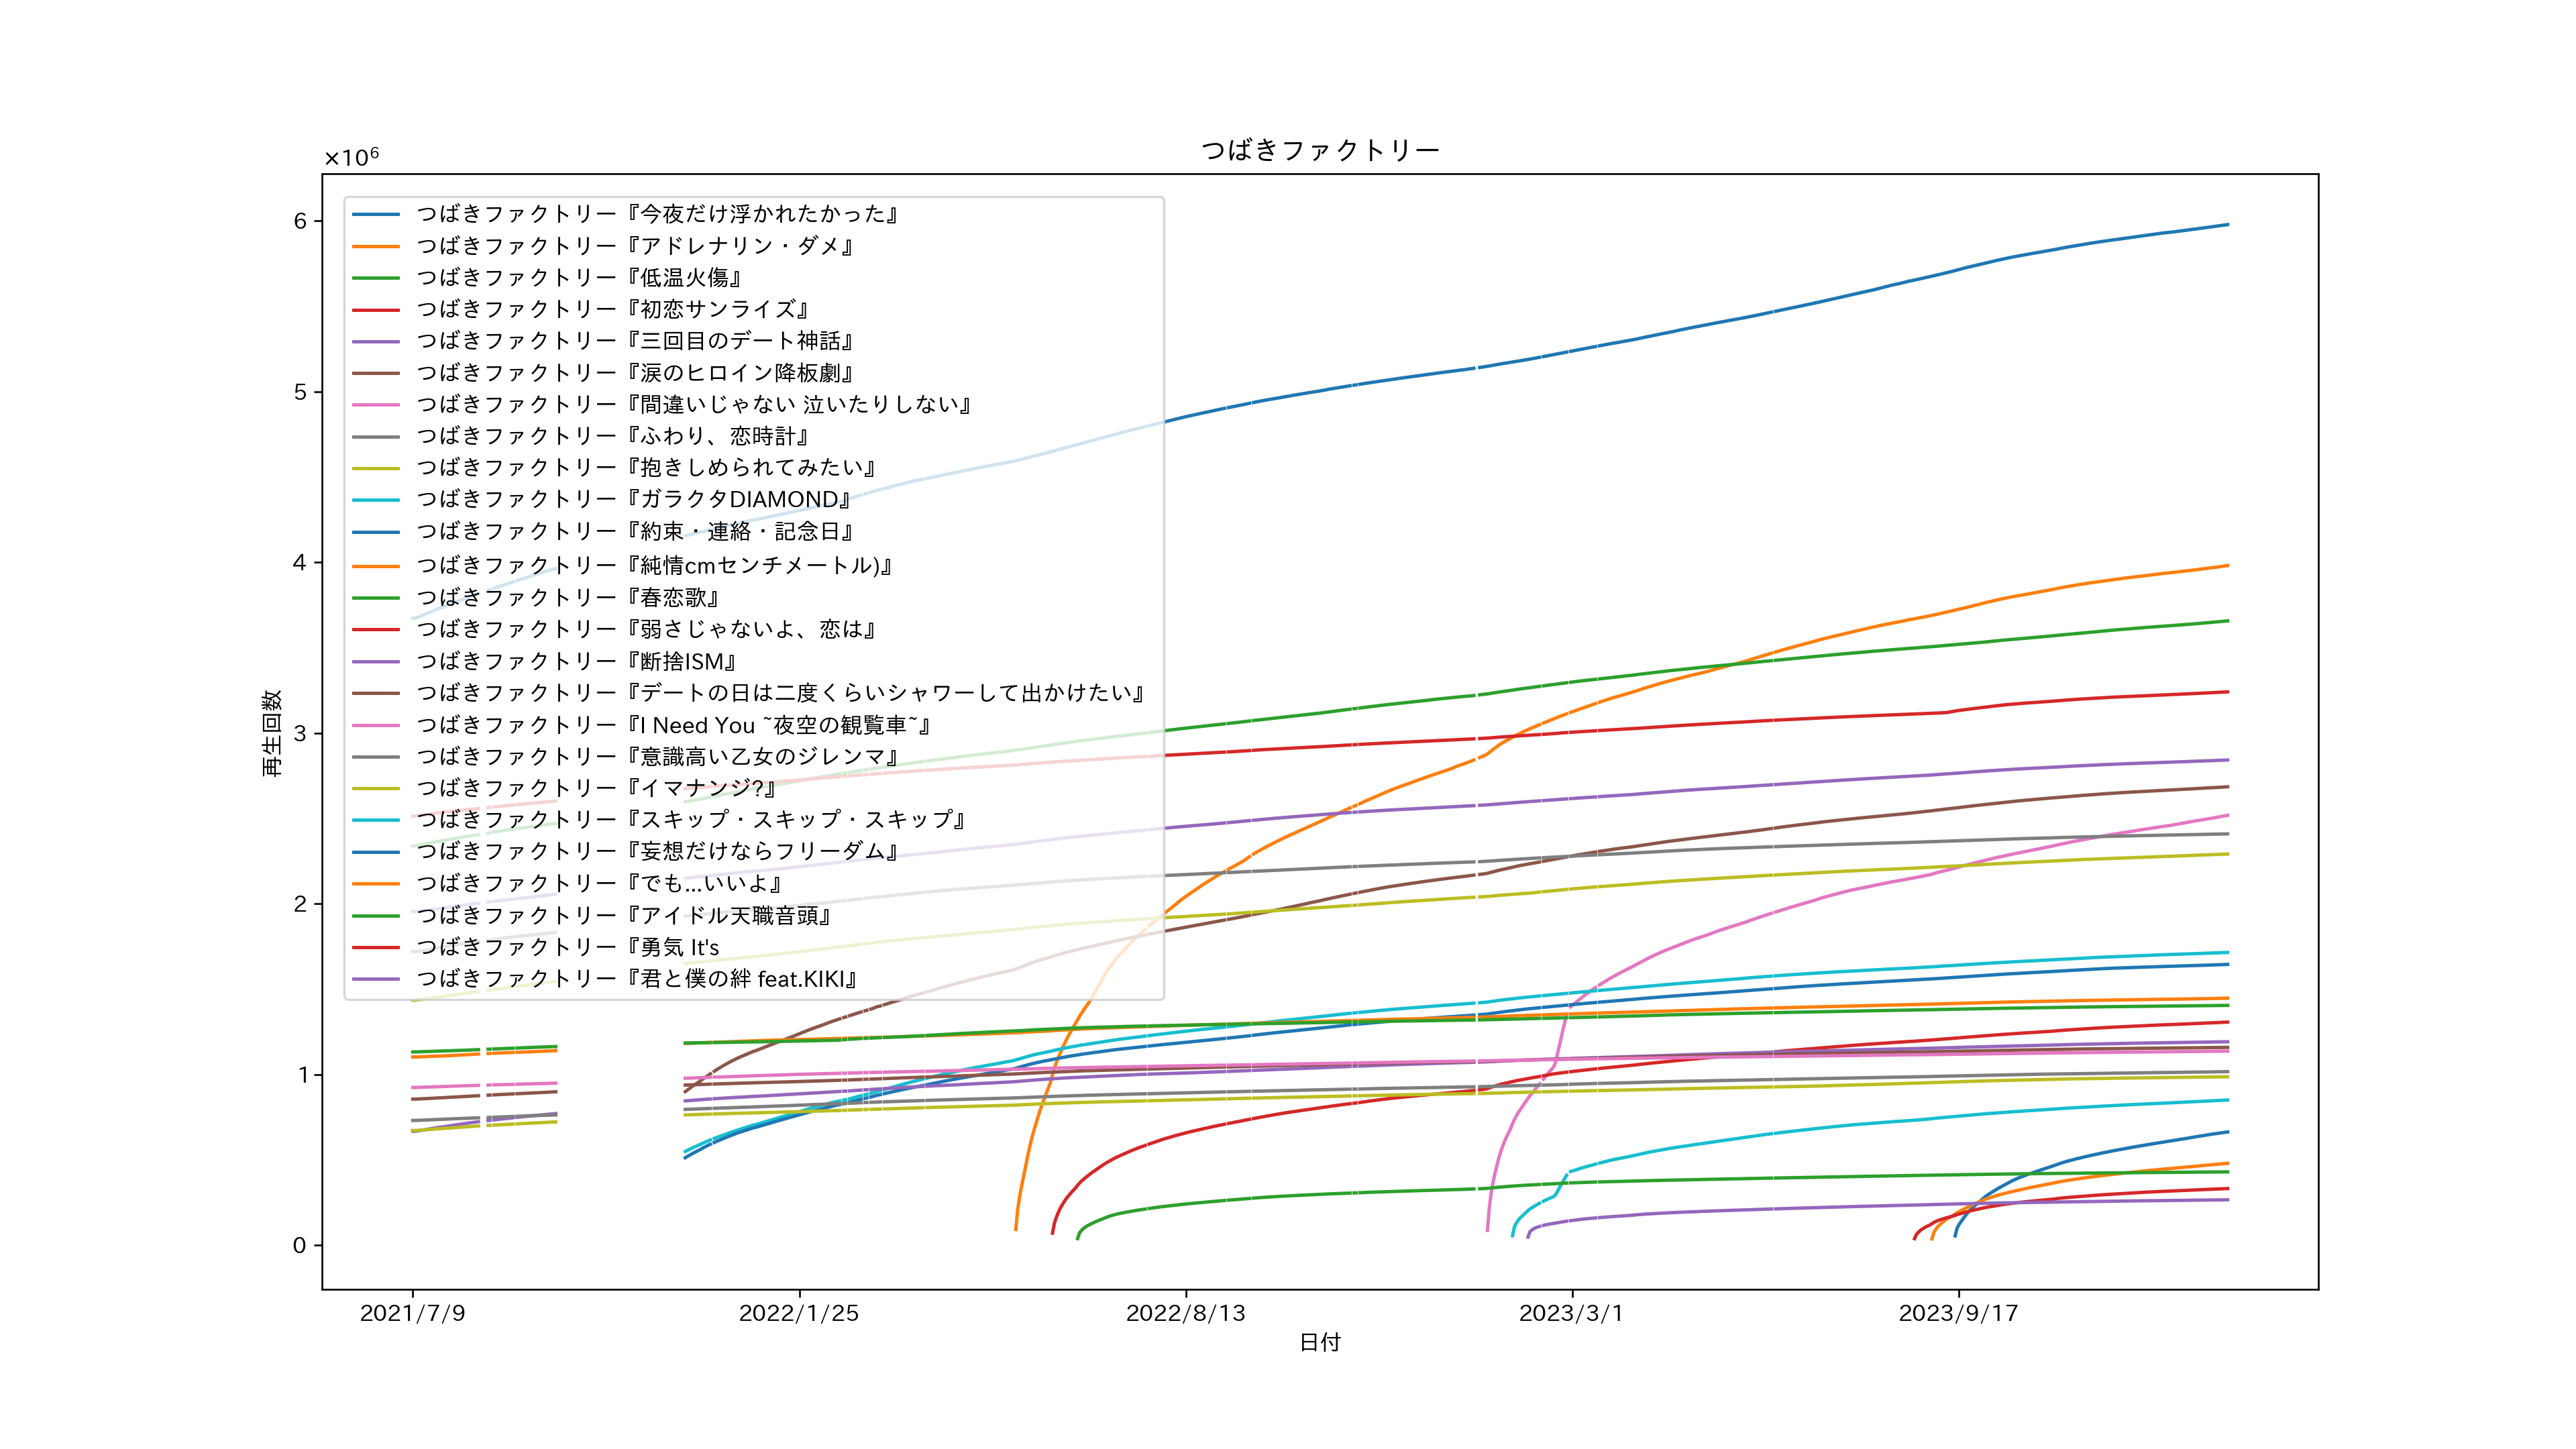 つばきファクトリー
×10⁶
つばきファクトリー『今夜だけ浮かれたかった』
つばきファクトリー『アドレナリン・ダメ』
つばきファクトリー『低温火傷』
つばきファクトリー『初恋サンライズ』
つばきファクトリー『三回目のデート神話』
つばきファクトリー『涙のヒロイン降板劇』
つばきファクトリー『間違いじゃない 泣いたりしない』
つばきファクトリー『ふわり、恋時計』
つばきファクトリー『抱きしめられてみたい』
つばきファクトリー『ガラクタDIAMOND』
つばきファクトリー『約束・連絡・記念日』
つばきファクトリー『純情cmセンチメートル)』
つばきファクトリー『春恋歌』
つばきファクトリー『弱さじゃないよ、恋は』
つばきファクトリー『断捨ISM』
つばきファクトリー『デートの日は二度くらいシャワーして出かけたい』
つばきファクトリー『I Need You ~夜空の観覧車~』
つばきファクトリー『意識高い乙女のジレンマ』
つばきファクトリー『イマナンジ?』
つばきファクトリー『スキップ・スキップ・スキップ』
つばきファクトリー『妄想だけならフリーダム』
つばきファクトリー『でも...いいよ』
つばきファクトリー『アイドル天職音頭』
つばきファクトリー『勇気 It's
つばきファクトリー『君と僕の絆 feat.KIKI』
6
5
4
3
2
1
0
再生回数
2021/7/9
2022/1/25
2022/8/13
2023/3/1
2023/9/17
日付